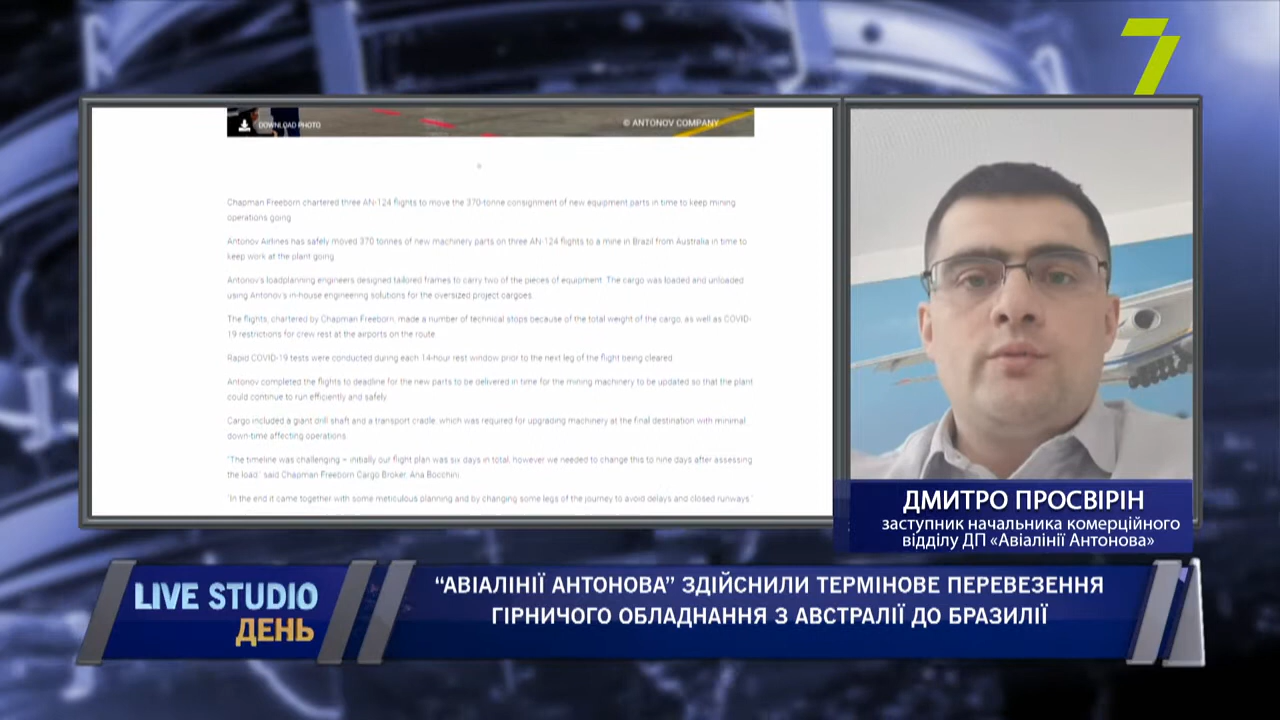 7
DOWNLOAD PHOTO
© ANTONOV COMPANY
Chapman Freeborn chartered three AN-124 flights to move the 370-tonne consignment of new equipment parts in time to keep mining
operations going
Antonov Airlines has safely moved 370 tonnes of new machinery parts on three AN-124 flights to a mine in Brazil from Australia in time to
keep work at the plant going
Antonov's loadplanning engineers designed tailored frames to carry two of the pieces of equipment. The cargo was loaded and unloaded
using Antonov's in-house engineering solutions for the oversized project cargoes
The flights, chartered by Chapman Freeborn, made a number of technical stops because of the total weight of the cargo, as well as COVID-
19 restrictions for crew rest at the airports on the route
Rapid COVID-19 tests were conducted during each 14-hour rest window prior to the next leg of the flight being cleared
Antonov completed the flights to deadline for the new parts to be delivered in time for the mining machinery to be updated so that the plant
could continue to run efficiently and safely
Cargo included a giant drill shaft and a transport cradle, which was required for upgrading machinery at the final destination with minimal
down-time affecting operations
"The timeline was challenging – initially our flight plan was six days in total, however we needed to change this to nine days after assessing
the load," said Chapman Freeborn Cargo Broker, Ana Bocchini
"In the end it came together with some meticulous planning and by changing some legs of the journey to avoid delays and closed runways."
ДМИТРО ПРОСВІРІН
заступник начальника комерційного
відділу ДП «Авіалінії Антонова»
LIVE STUDIO
ДЕНЬ
“АВІАЛІНІЇ АНТОНОВА” ЗДІЙСНИЛИ ТЕРМІНОВЕ ПЕРЕВЕЗЕННЯ
ГІРНИЧОГО ОБЛАДНАННЯ З АВСТРАЛІЇ ДО БРАЗИЛІЇ